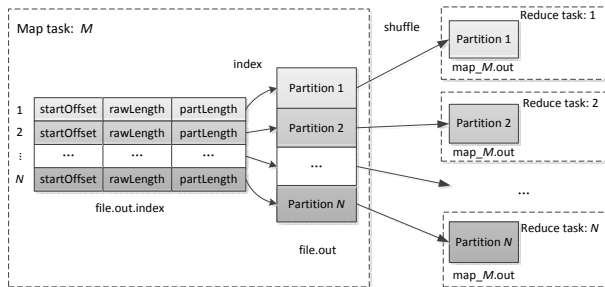 Map task: M
index
shuffle
1 startOffset rawLength partLength
2 startOffset rawLength partLength
⋮ ... ... ...
N startOffset rawLength partLength
file.out.index
Partition 1
Partition 2
...
Partition N
file.out
Reduce task: 1
Partition 1
map_M.out
Reduce task: 2
Partition 2
map_M.out
...
Reduce task: N
Partition N
map_M.out